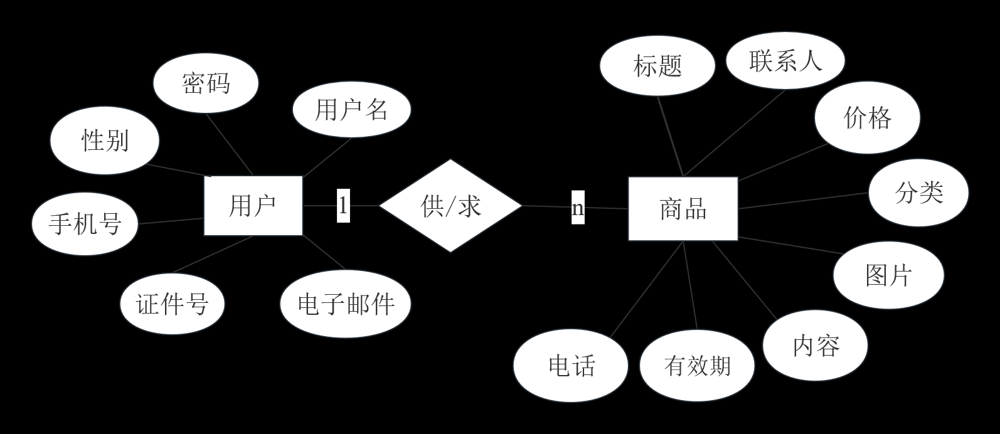 标题
联系人
密码
用户名
价格
性别
分类
用户
1
供/求
n
商品
手机号
图片
证件号
电子邮件
内容
电话
有效期